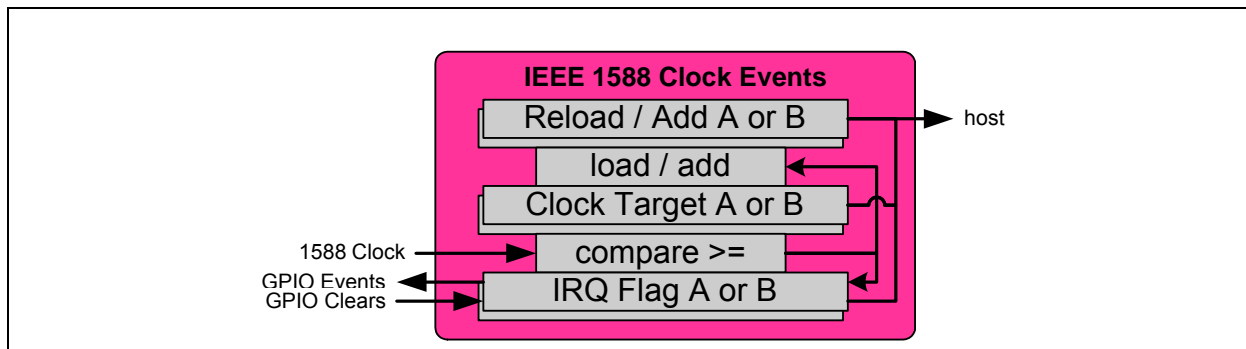 IEEE 1588 Clock Events
Reload / Add A or B
host
load / add
Clock Target A or B
1588 Clock
compare >=
GPIO Events
IRQ Flag A or B
GPIO Clears